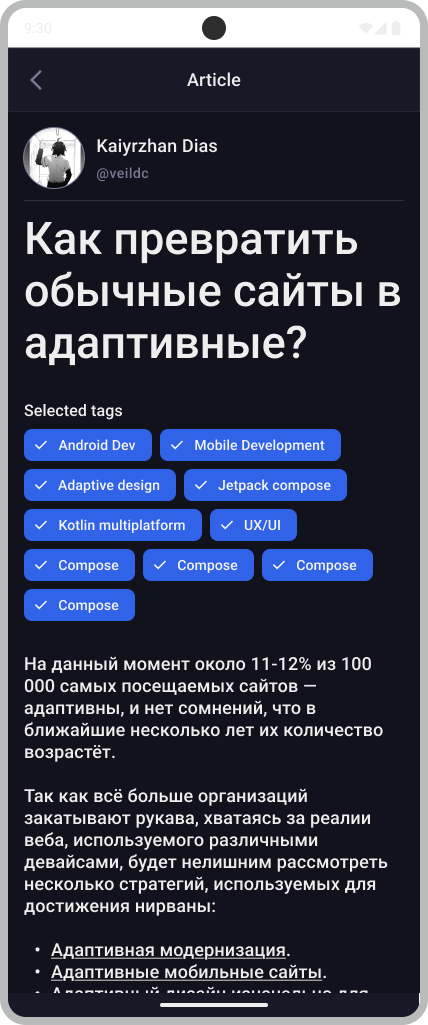 9:30
Article
Kaiyrzhan Dias
@veildc
Как превратить
обычные сайты в
адаптивные?
Selected tags
Android Dev
Mobile Development
Adaptive design
Jetpack compose
Kotlin multiplatform
UX/UI
Compose
Compose
Compose
Compose
На данный момент около 11-12% из 100
000 самых посещаемых сайтов —
адаптивны, и нет сомнений, что в
ближайшие несколько лет их количество
возрастёт.
Так как всё больше организаций
закатывают рукава, хватаясь за реалии
веба, используемого различными
девайсами, будет нелишним рассмотреть
несколько стратегий, используемых для
достижения нирваны:
• Адаптивная модернизация.
• Адаптивные мобильные сайты.
• Адаптивный дизайн изначально для